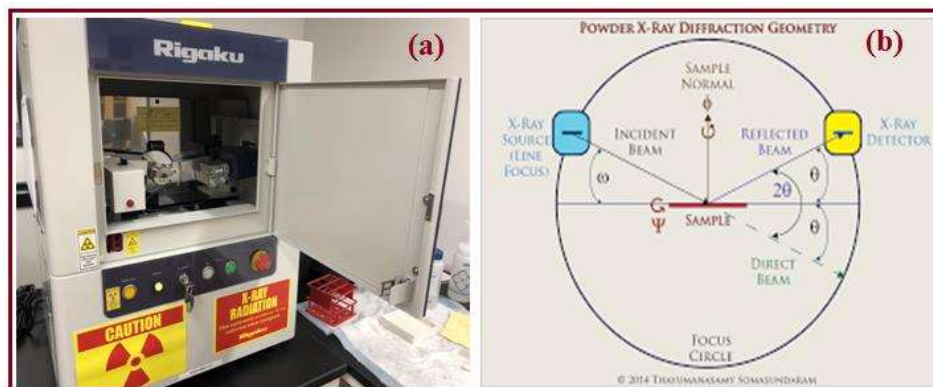 Rigaku
(a)
CAUTION
X-RAY
RADIATION
Rigaku
POWDER X-RAY DIFFRACTION GEOMETRY
(b)
SAMPLE
NORMAL
ϕ
X-RAY
SOURCE
(LINE
FOCUS)
INCIDENT
BEAM
REFLECTED
BEAM
X-RAY
DETECTOR
ω
θ
2θ
Ψ
SAMPLE
θ
DIRECT
BEAM
FOCUS
CIRCLE
© 2014 THAYUMANASAMY SOMASUNDARAM